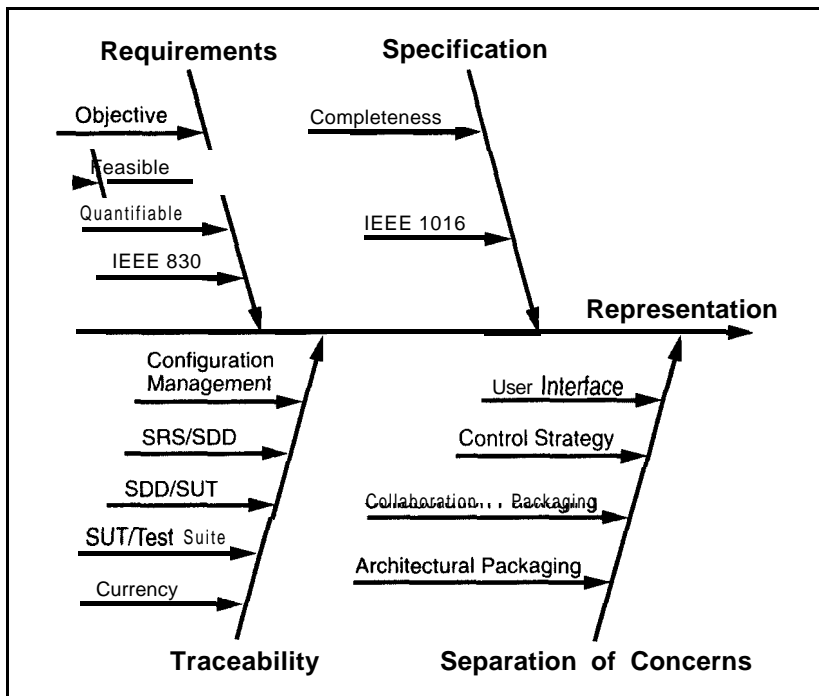 Requirements
Specification
Objective
Completeness
Feasible
Quantifiable
IEEE 1016
IEEE 830
Representation
Configuration
Management
User Interface
SRS/SDD
Control Strategy
SDD/SUT
Collaboration Packaging
SUT/Test Suite
Architectural Packaging
Currency
Traceability
Separation of Concerns